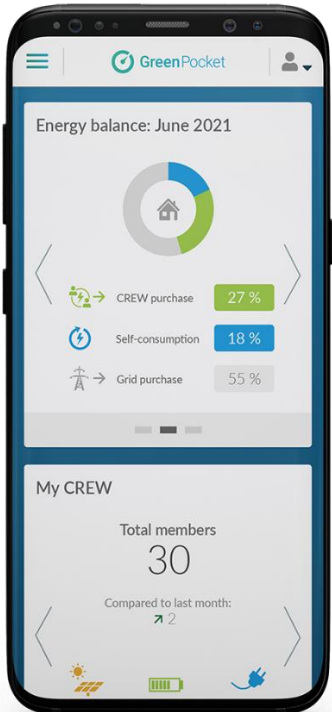 GreenPocket
Energy balance: June 2021
CREW purchase 27 %
Self-consumption 18 %
Grid purchase 55 %
My CREW
Total members
30
Compared to last month:
2